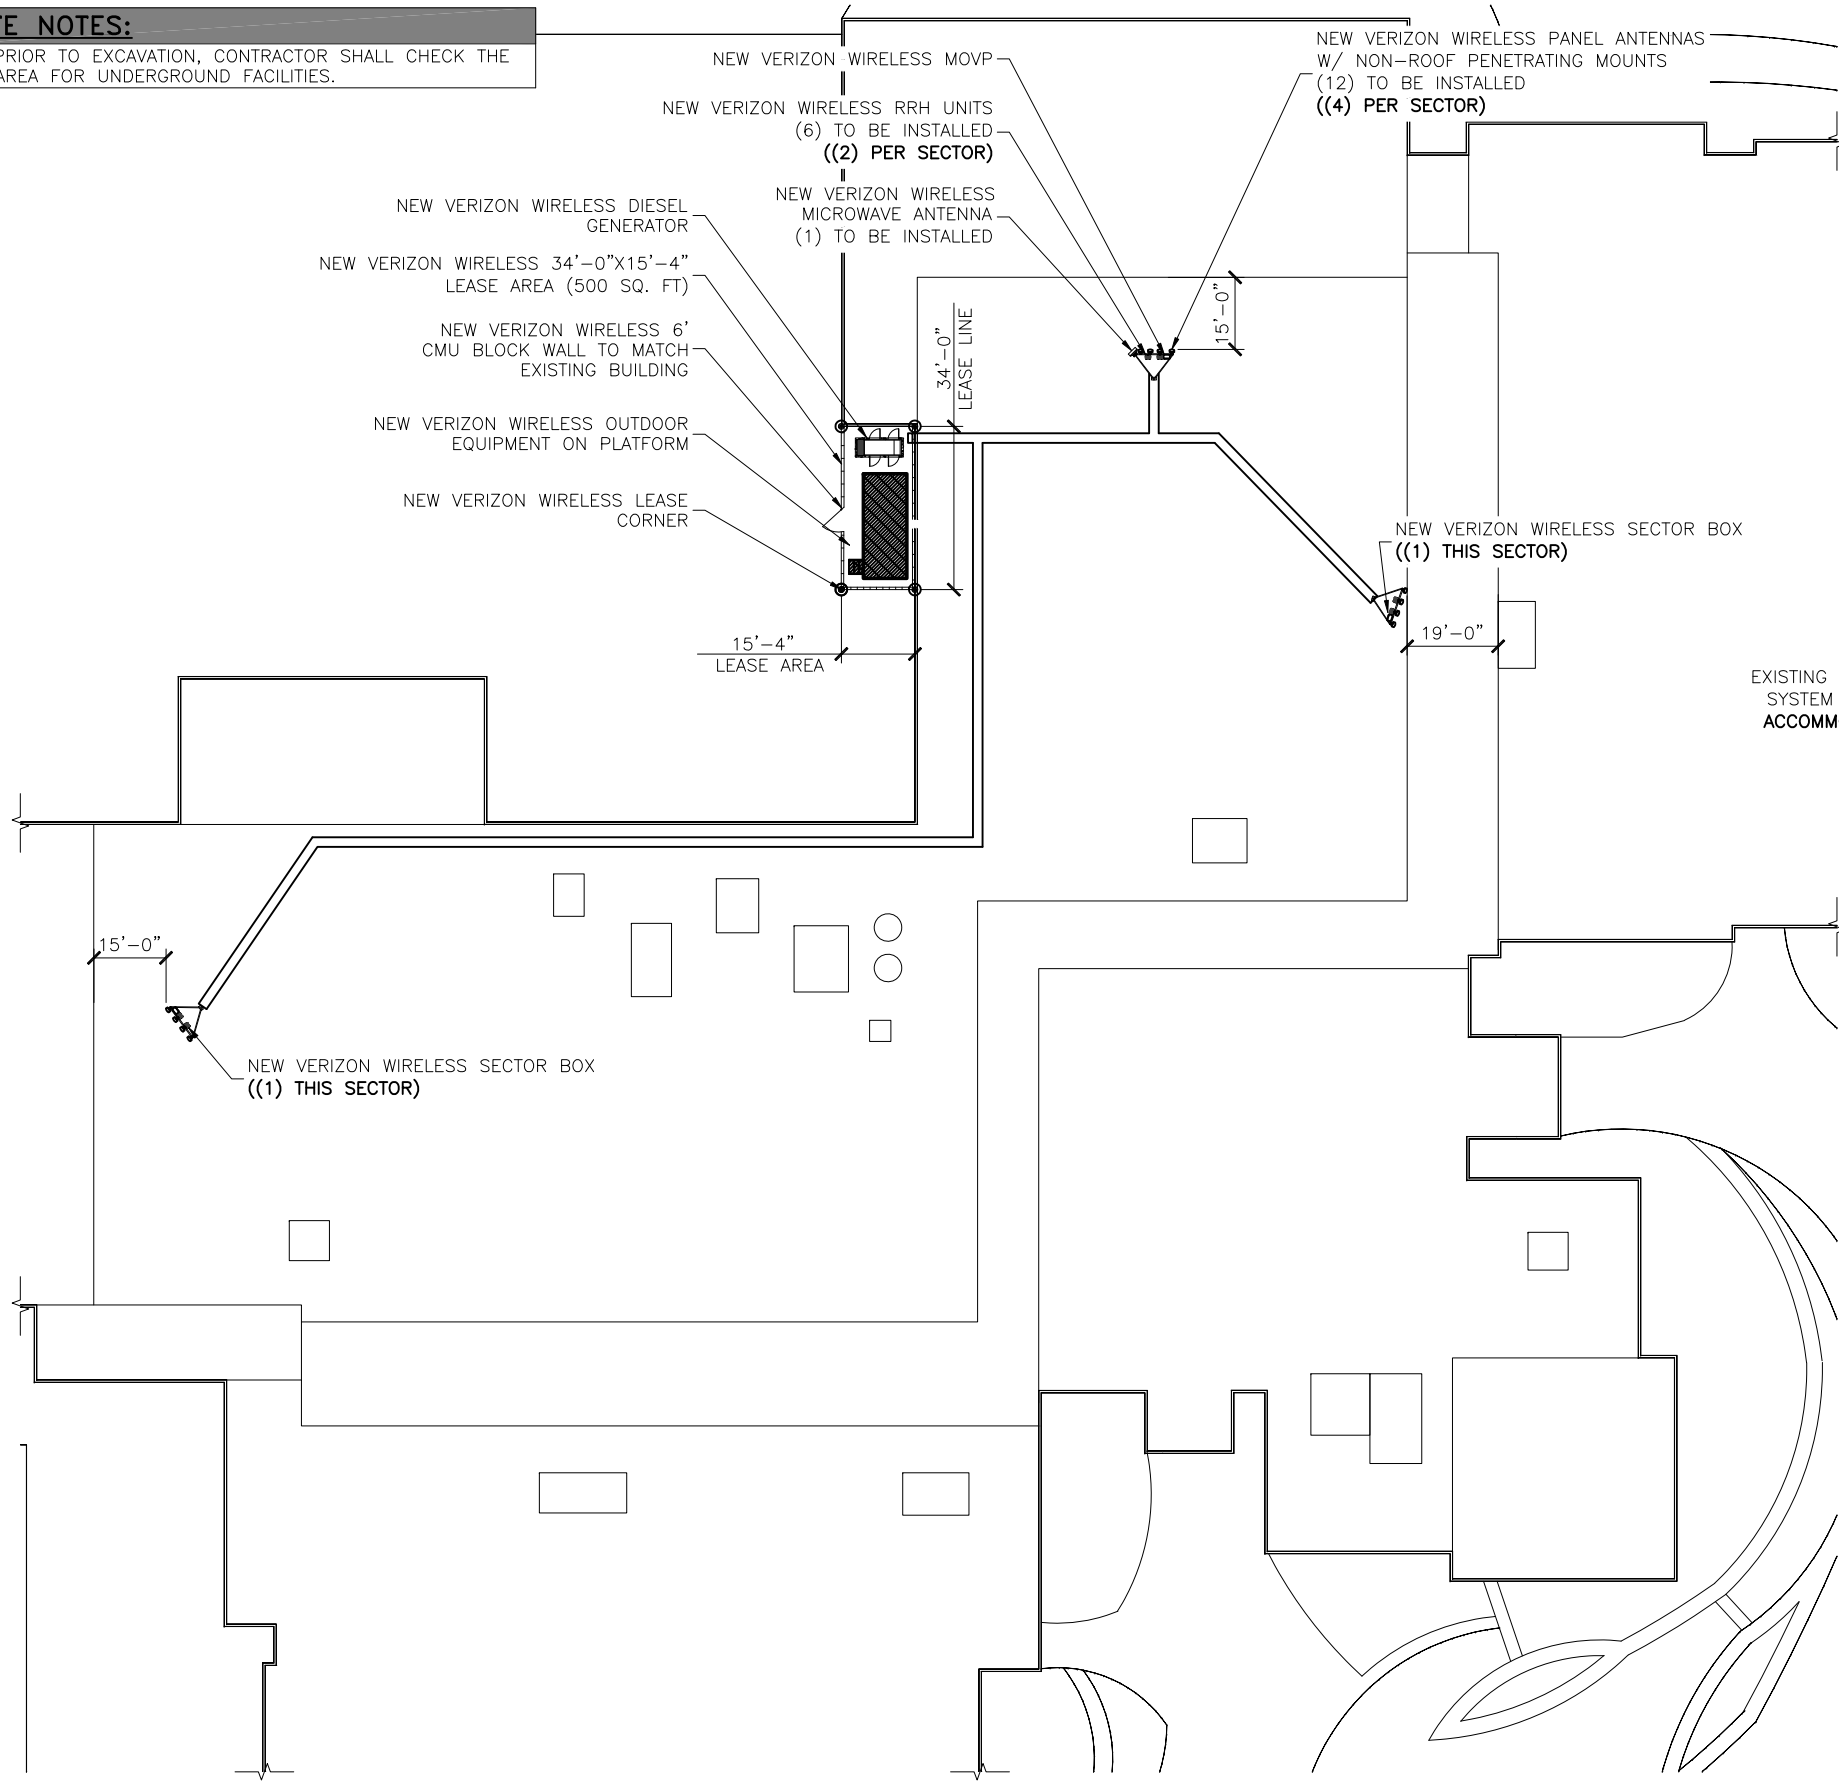 NOTES:
PRIOR TO EXCAVATION, CONTRACTOR SHALL CHECK THE
AREA FOR UNDERGROUND FACILITIES.
NEW VERIZON WIRELESS MOVP
NEW VERIZON WIRELESS RRH UNITS
(6) TO BE INSTALLED
((2) PER SECTOR)
NEW VERIZON WIRELESS
MICROWAVE ANTENNA
(1) TO BE INSTALLED
NEW VERIZON WIRELESS PANEL ANTENNAS
W/ NON-ROOF PENETRATING MOUNTS
(12) TO BE INSTALLED
((4) PER SECTOR)
NEW VERIZON WIRELESS DIESEL
GENERATOR
NEW VERIZON WIRELESS 34'-0"X15'-4"
LEASE AREA (500 SQ. FT)
NEW VERIZON WIRELESS 6'
CMU BLOCK WALL TO MATCH
EXISTING BUILDING
NEW VERIZON WIRELESS OUTDOOR
EQUIPMENT ON PLATFORM
NEW VERIZON WIRELESS LEASE
CORNER
34'-0"
LEASE LINE
15'-0"
15'-4"
LEASE AREA
NEW VERIZON WIRELESS SECTOR BOX
((1) THIS SECTOR)
19'-0"
EXISTING
SYSTEM
ACCOMM
15'-0"
NEW VERIZON WIRELESS SECTOR BOX
((1) THIS SECTOR)